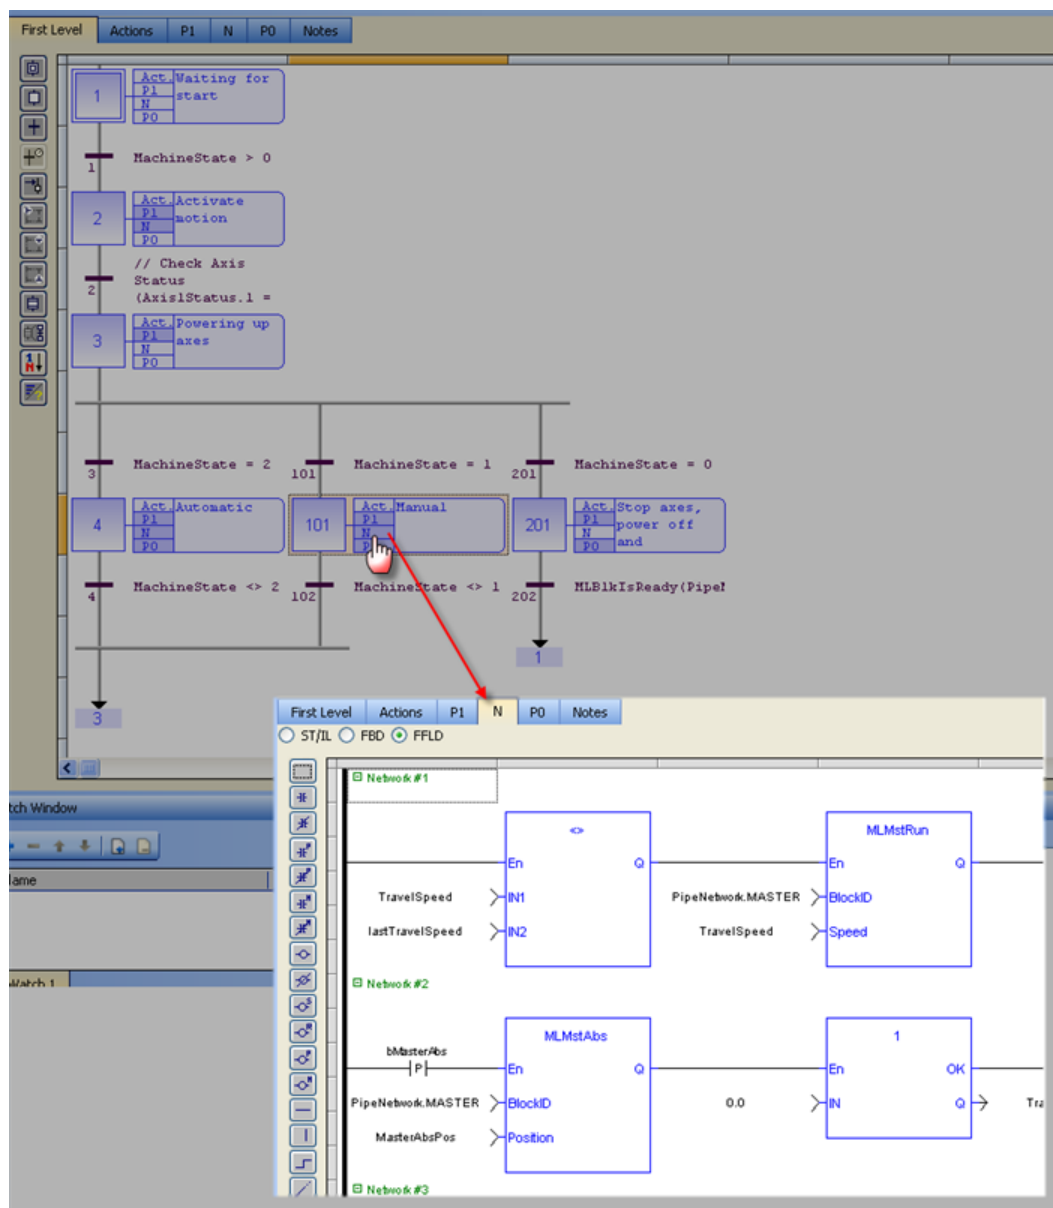 First Level Actions P1 N P0 Notes
1 Act. Waiting for
P1 start
N
P0
1 MachineState > 0
2 Act. Activate
P1 motion
N
P0
// Check Axis
Status
2 (Axis1Status.1 =
3 Act. Powering up
P1 axes
N
P0
3 MachineState = 2 101 MachineState = 1 201 MachineState = 0
4 Act. Automatic 101 Act. Manual 201 Act. Stop axes,
P1 P1 P1 power off
N N N and
P0 P0
4 MachineState <> 2 102 MachineState <> 1 202 MLBlkIsReady(Pipe
1
3
First Level Actions P1 N P0 Notes
ST/IL FBD FFLD
Network #1
<> MLMstRun
En Q En Q
TravelSpeed IN1 PipeNetwork.MASTER BlockID
lastTravelSpeed IN2 TravelSpeed Speed
Network #2
MLMstAbs 1
bMasterAbs
P En Q En OK
PipeNetwork.MASTER BlockID 0.0 IN Q Tra
MasterAbsPos Position
Network #3
tch Window
lame
Watch 1